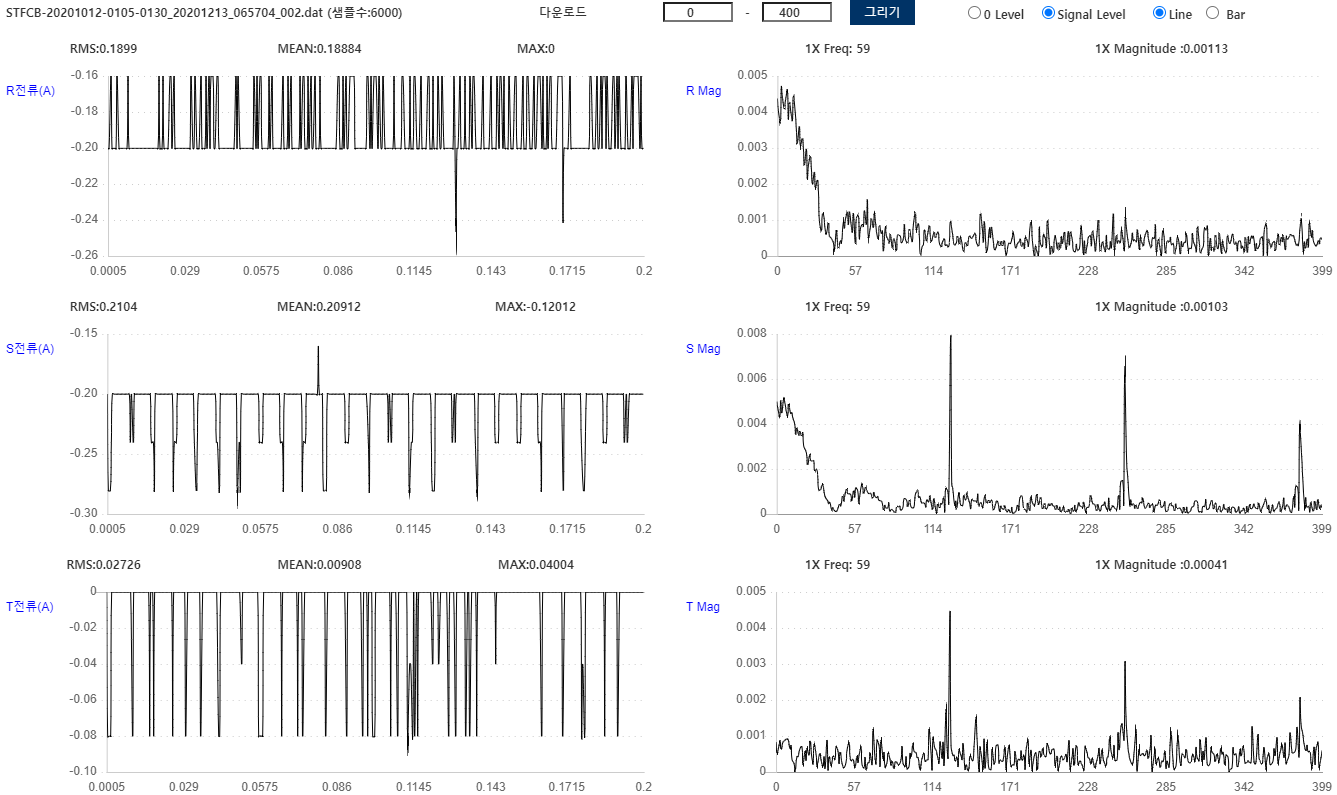 STFCB-20201012-0105-0130_20201213_065704_002.dat (샘플수:6000) 다운로드 0 - 400 그리기 0 Level Signal Level Line Bar
RMS:0.1899 MEAN:0.18884 MAX:0 1X Freq: 59 1X Magnitude :0.00113
R전류(A)
-0.16
-0.18
-0.20
-0.22
-0.24
-0.26
0.0005 0.029 0.0575 0.086 0.1145 0.143 0.1715 0.2
R Mag
0.005
0.004
0.003
0.002
0.001
0
0 57 114 171 228 285 342 399
RMS:0.2104 MEAN:0.20912 MAX:-0.12012 1X Freq: 59 1X Magnitude :0.00103
S전류(A)
-0.15
-0.20
-0.25
-0.30
0.0005 0.029 0.0575 0.086 0.1145 0.143 0.1715 0.2
S Mag
0.008
0.006
0.004
0.002
0
0 57 114 171 228 285 342 399
RMS:0.02726 MEAN:0.00908 MAX:0.04004 1X Freq: 59 1X Magnitude :0.00041
T전류(A)
0
-0.02
-0.04
-0.06
-0.08
-0.10
0.0005 0.029 0.0575 0.086 0.1145 0.143 0.1715 0.2
T Mag
0.005
0.004
0.003
0.002
0.001
0
0 57 114 171 228 285 342 399